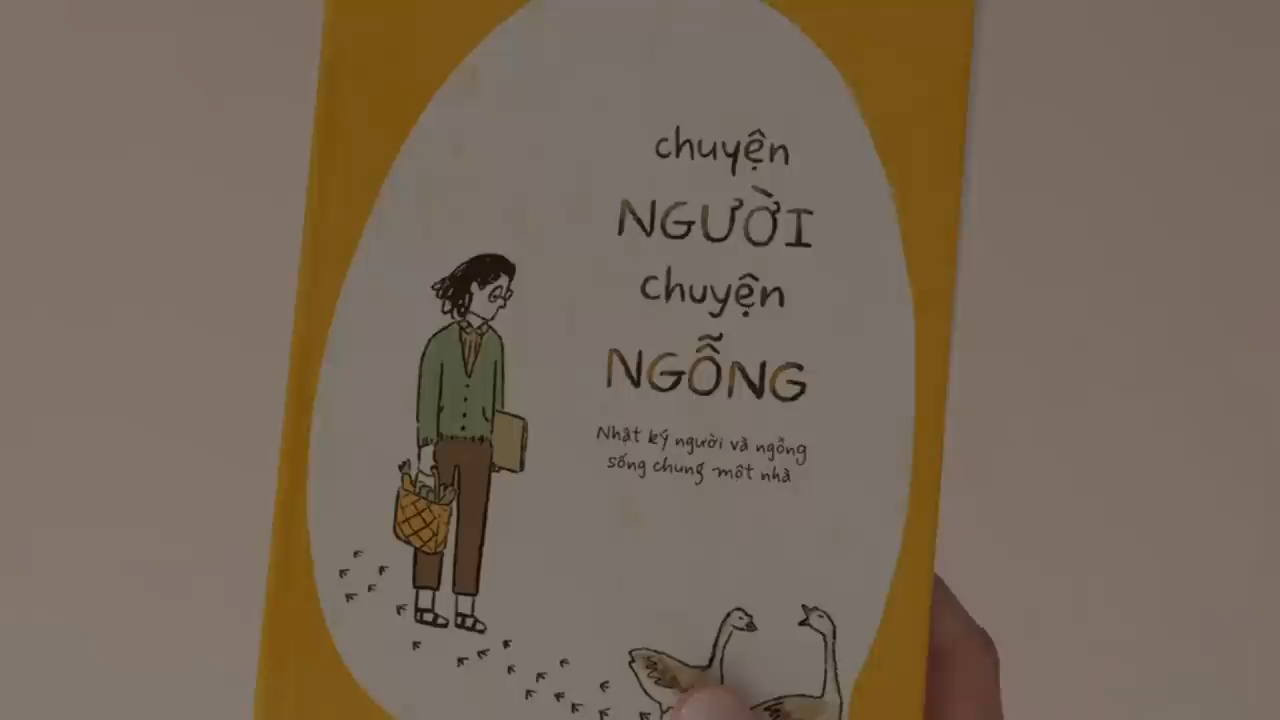 chuyện
NGƯỜI
chuyện
NGỖNG
Nhật ký người và ngỗng
sống chung một nhà